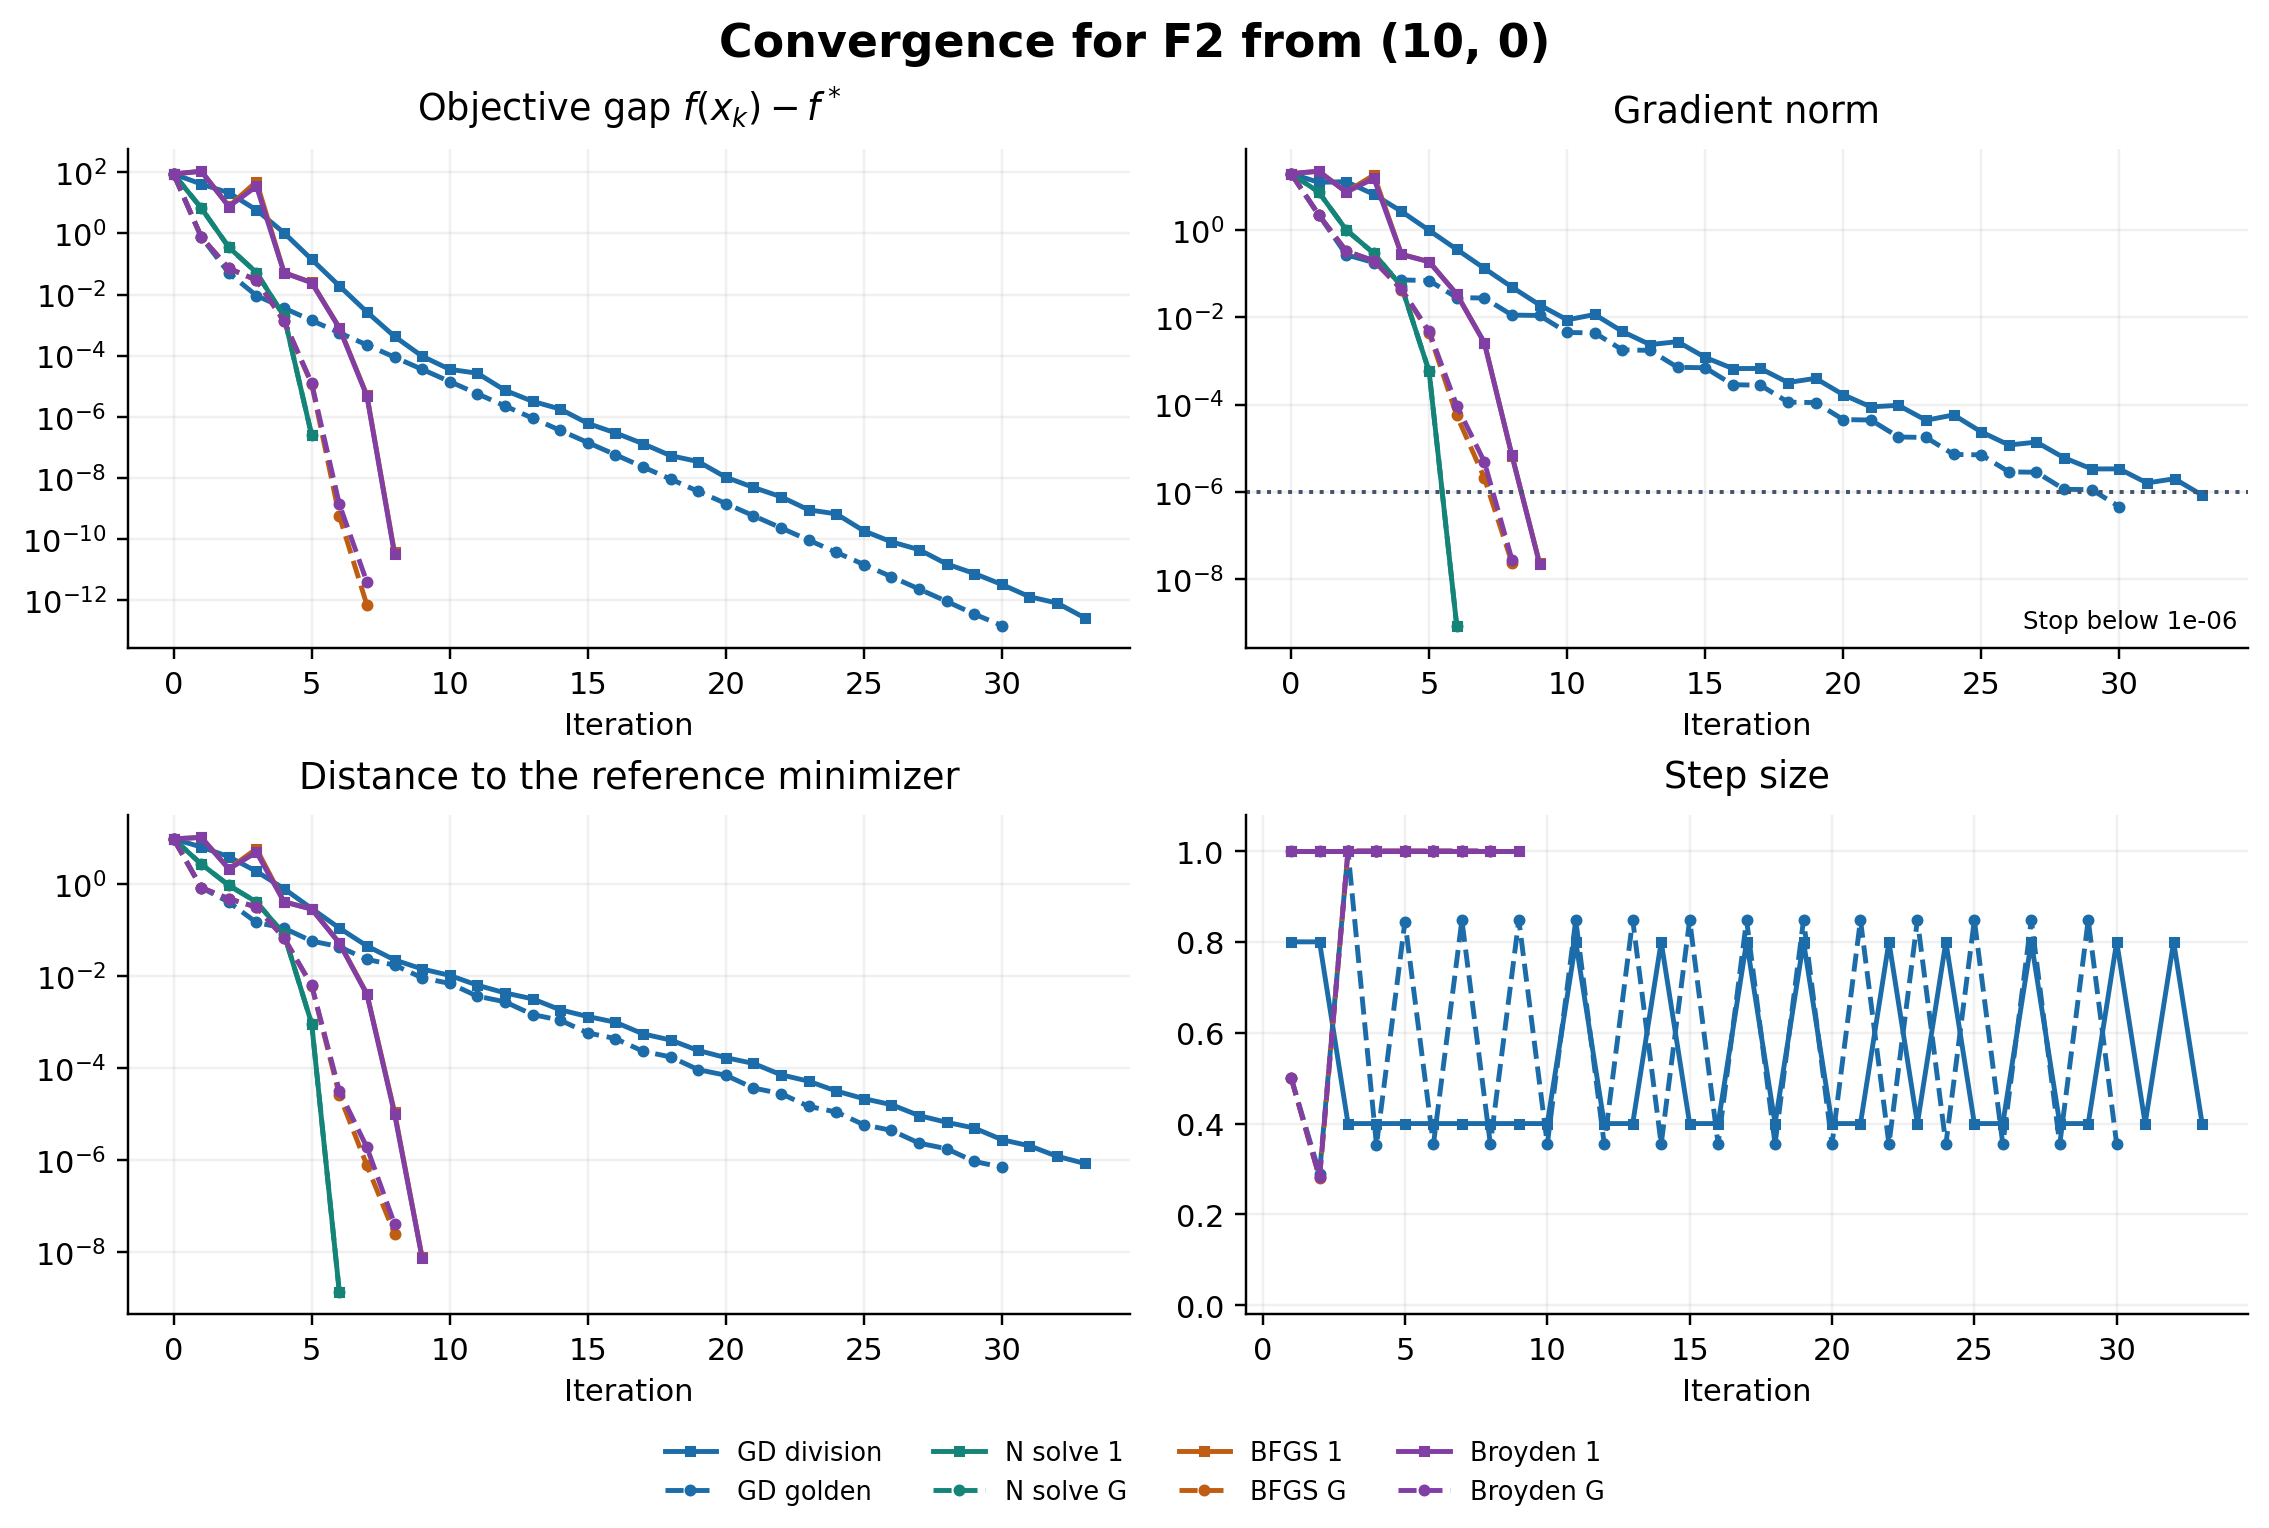 Convergence for F2 from (10, 0)
Objective gap f(x_k) − f^*
10^2
10^0
10^−2
10^−4
10^−6
10^−8
10^−10
10^−12
0 5 10 15 20 25 30
Iteration
Gradient norm
10^0
10^−2
10^−4
10^−6
10^−8
Stop below 1e-06
0 5 10 15 20 25 30
Iteration
Distance to the reference minimizer
10^0
10^−2
10^−4
10^−6
10^−8
0 5 10 15 20 25 30
Iteration
Step size
1.0
0.8
0.6
0.4
0.2
0.0
0 5 10 15 20 25 30
Iteration
GD division N solve 1 BFGS 1 Broyden 1
GD golden N solve G BFGS G Broyden G